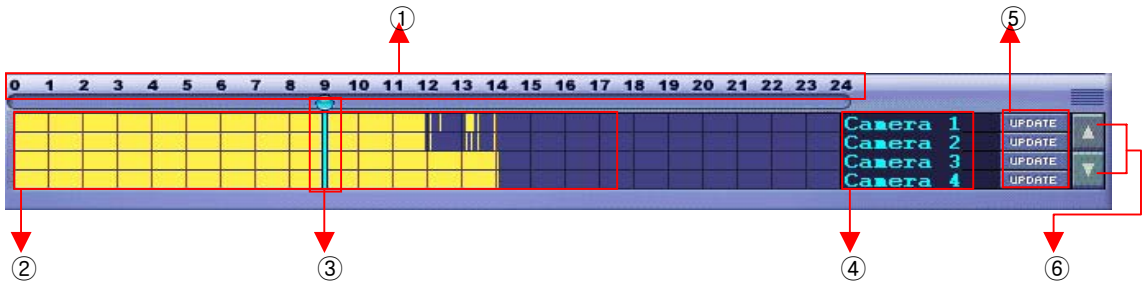 ① ⑤
0 1 2 3 4 5 6 7 8 9 10 11 12 13 14 15 16 17 18 19 20 21 22 23 24
Camera 1 UPDATE
Camera 2 UPDATE
Camera 3 UPDATE
Camera 4 UPDATE
② ③ ④ ⑥